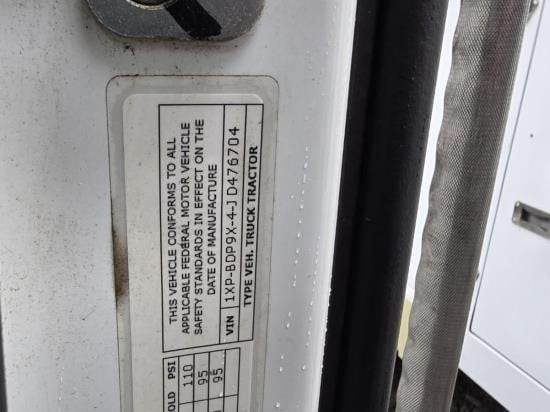 THIS VEHICLE CONFORMS TO ALL
APPLICABLE FEDERAL MOTOR VEHICLE
SAFETY STANDARDS IN EFFECT ON THE
DATE OF MANUFACTURE
VIN 1XP-BDP9X-4-JD476704
TYPE VEH. TRUCK TRACTOR
OLD PSI
110
95
95